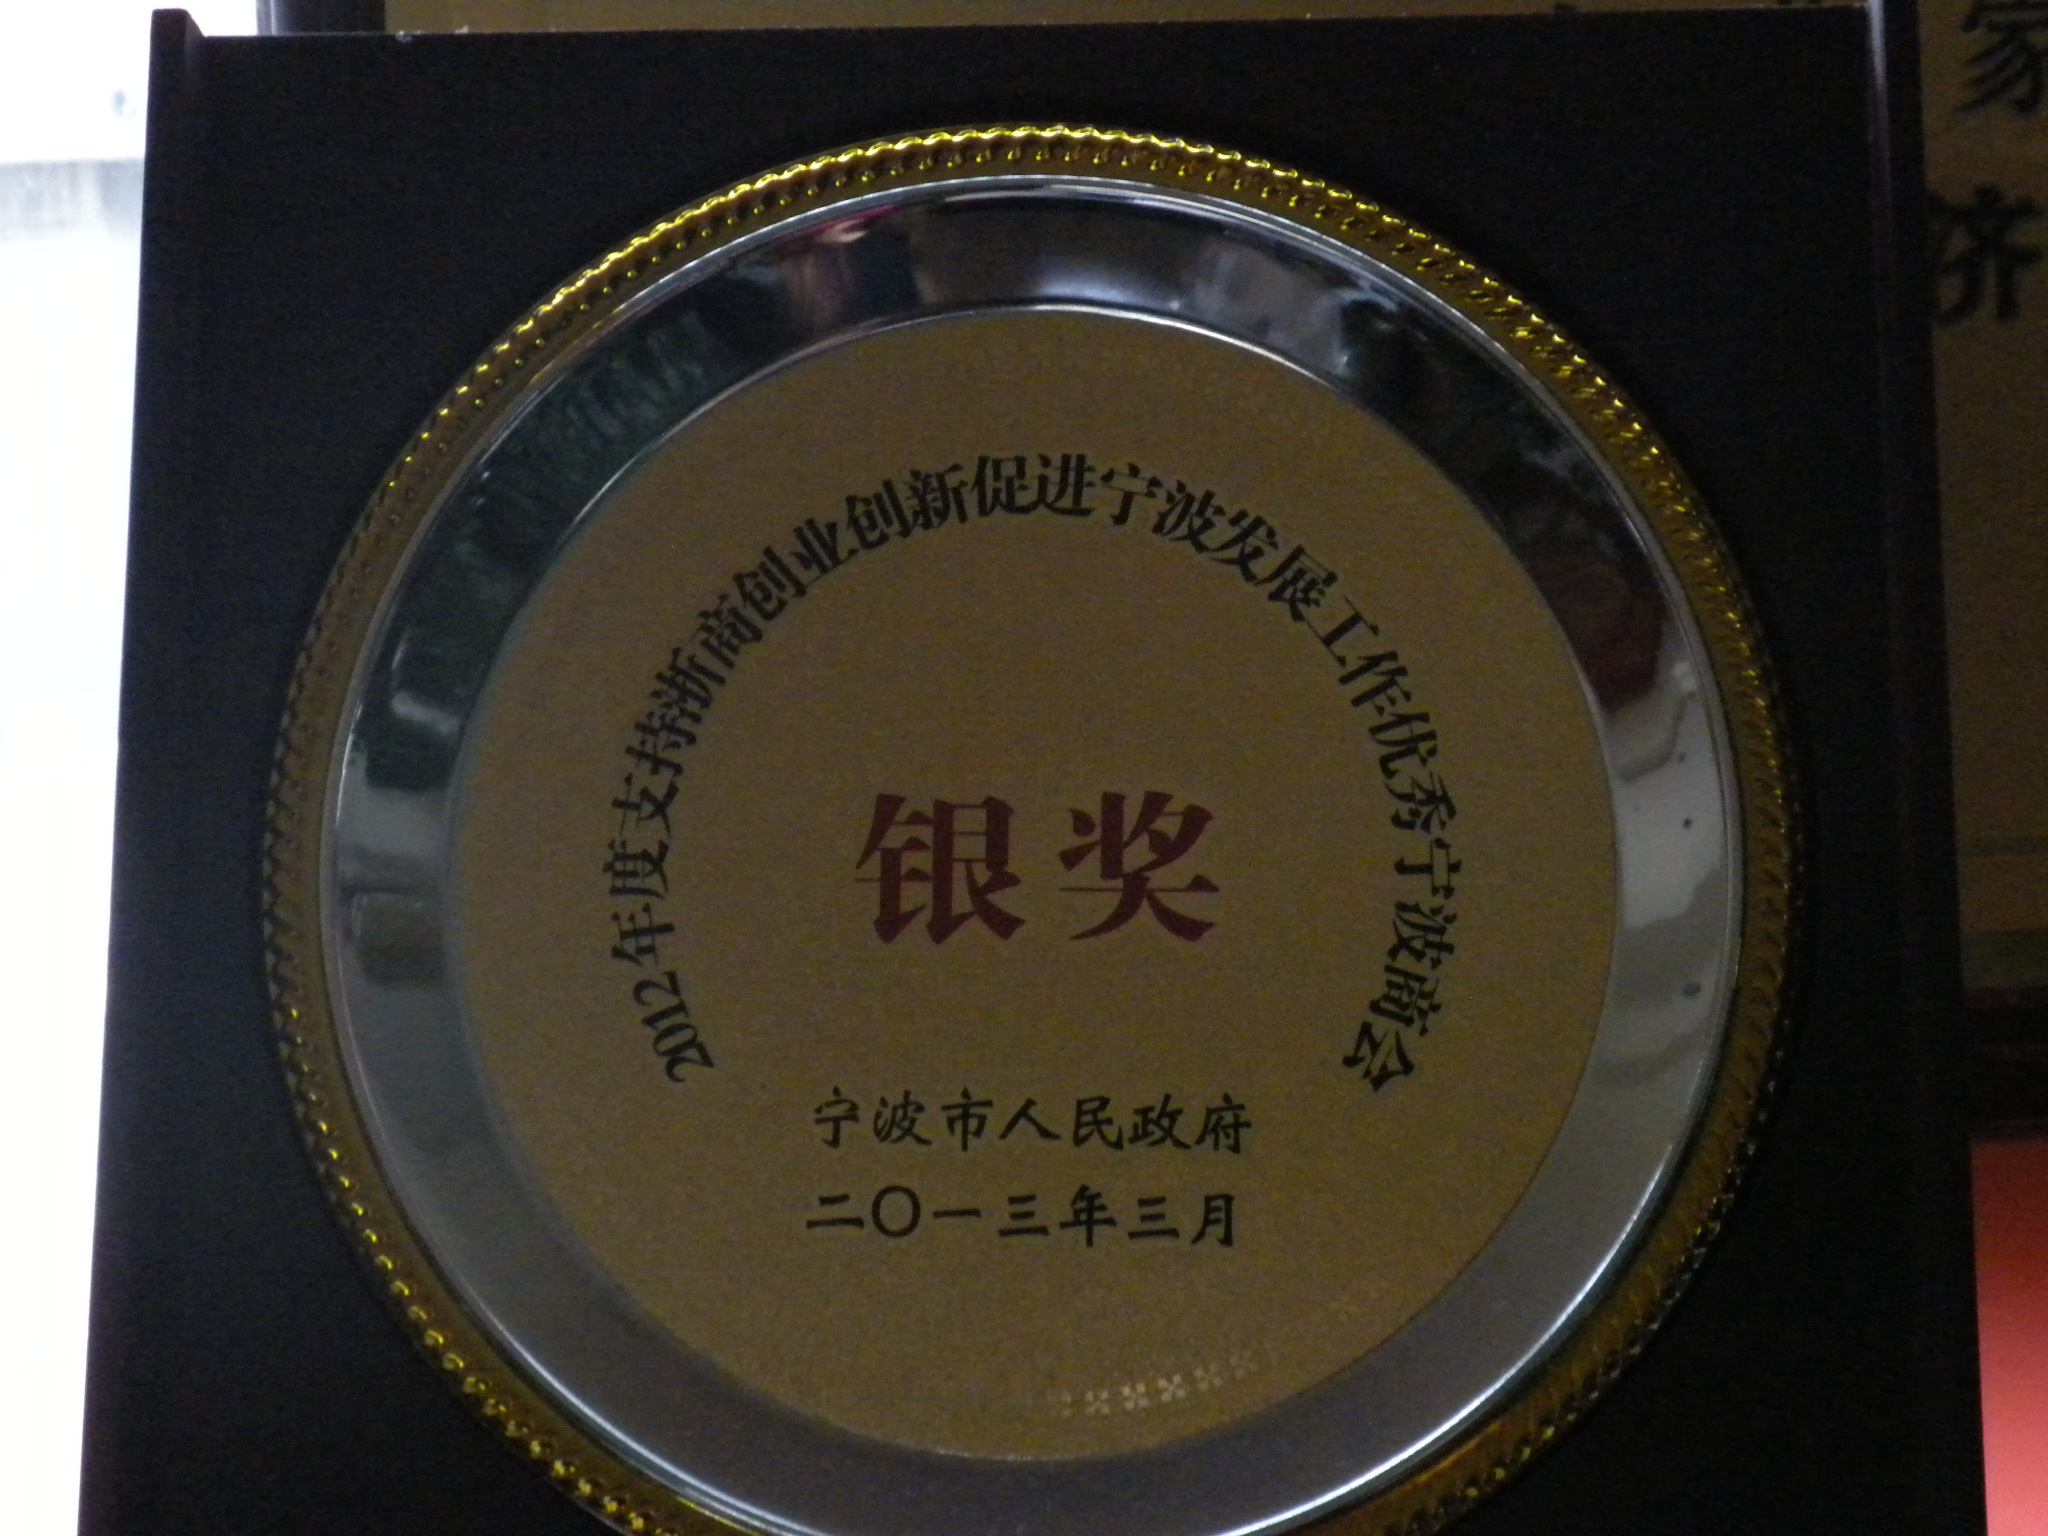 2012年度支持浙商创业创新促进宁波发展工作优秀宁波商会
银奖
宁波市人民政府
二〇一三年三月
家
济